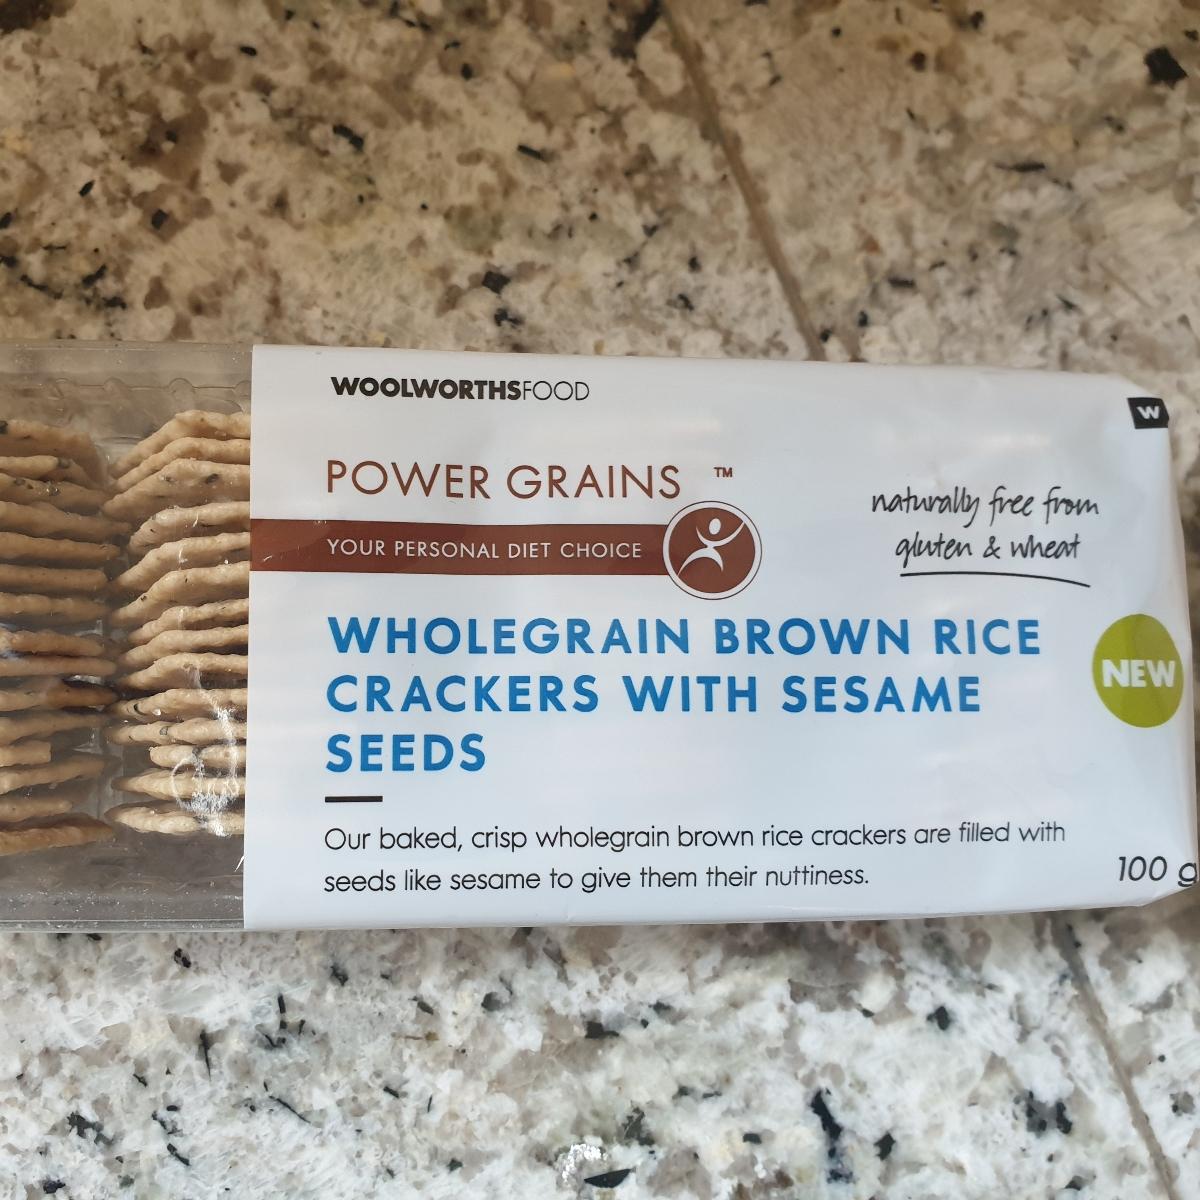 WOOLWORTHSFOOD
W
POWER GRAINS ™
YOUR PERSONAL DIET CHOICE
naturally free from
gluten & wheat
WHOLEGRAIN BROWN RICE
CRACKERS WITH SESAME
SEEDS
NEW
Our baked, crisp wholegrain brown rice crackers are filled with
seeds like sesame to give them their nuttiness.
100 g